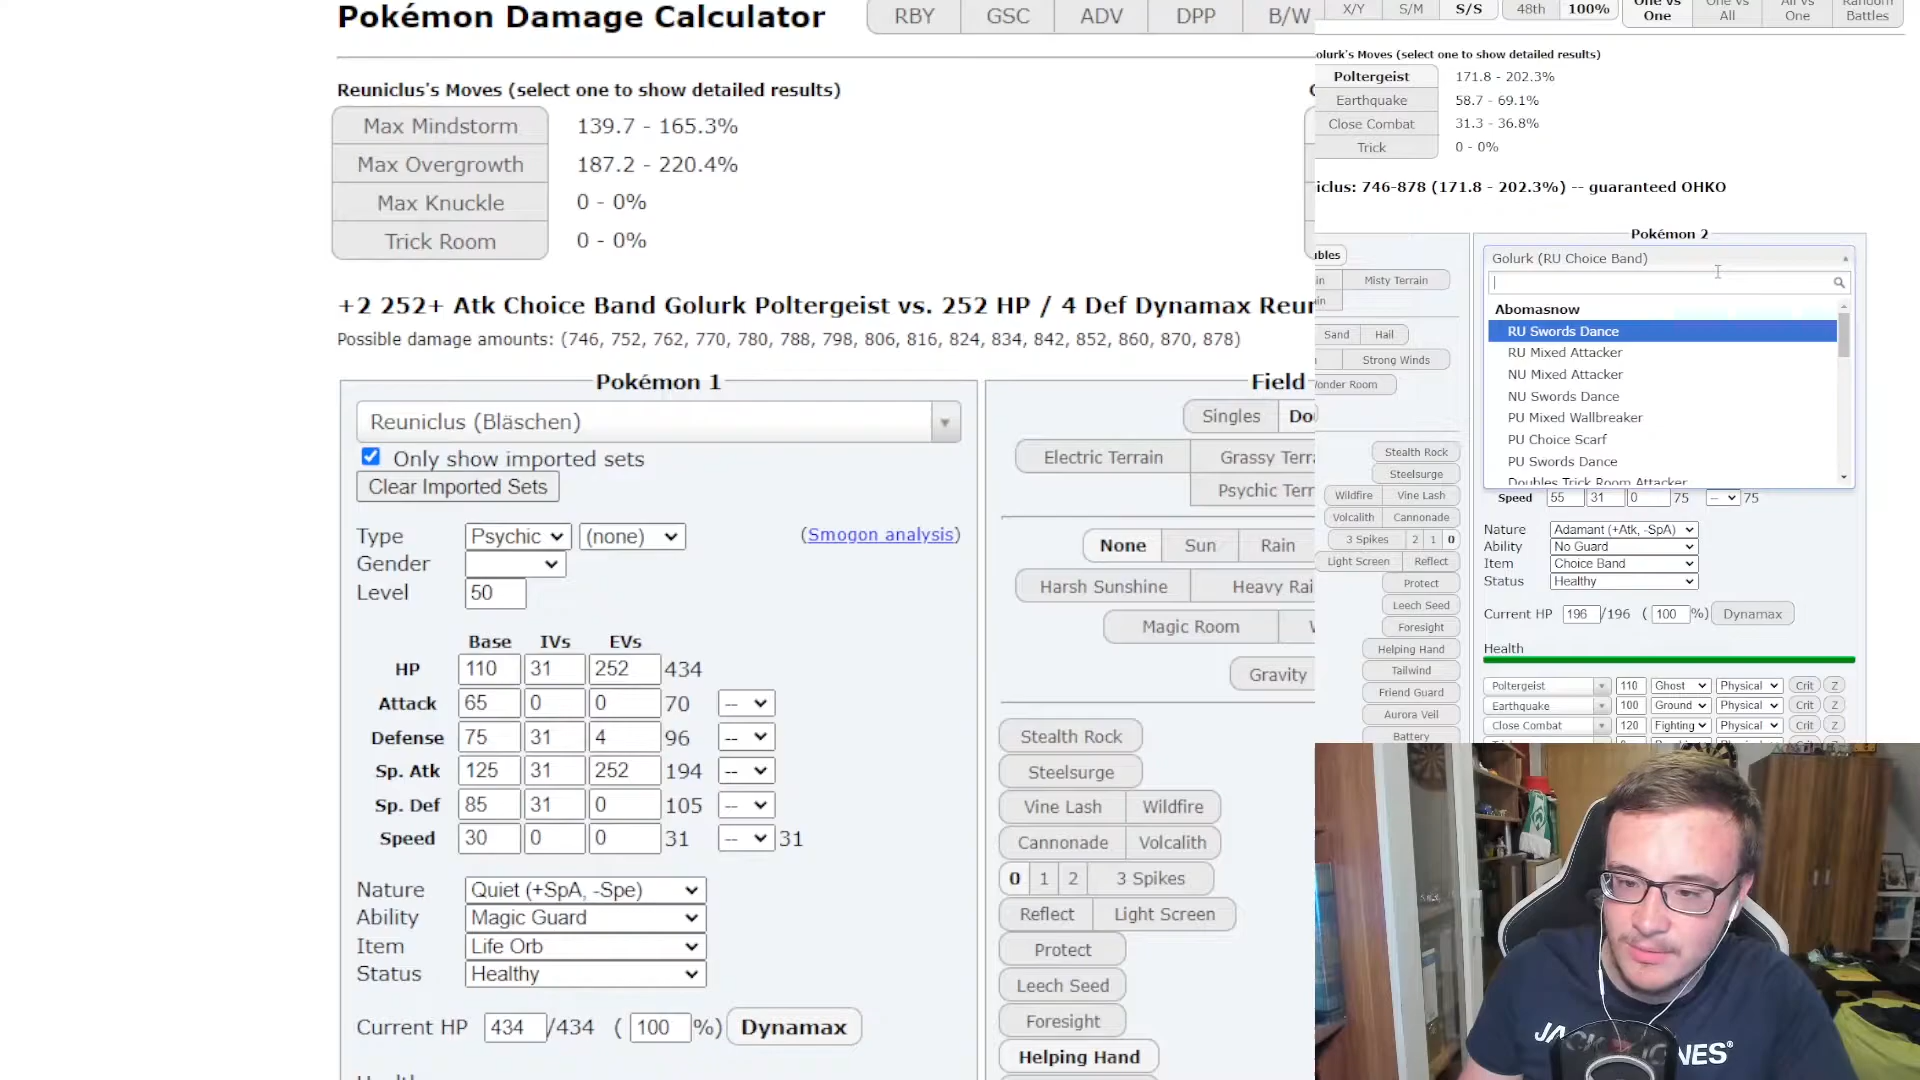 Pokémon Damage Calculator
RBY GSC ADV DPP B/W
Reuniclus's Moves (select one to show detailed results)
Max Mindstorm 139.7 - 165.3%
Max Overgrowth 187.2 - 220.4%
Max Knuckle 0 - 0%
Trick Room 0 - 0%
+2 252+ Atk Choice Band Golurk Poltergeist vs. 252 HP / 4 Def Dynamax Reu
Possible damage amounts: (746, 752, 762, 770, 780, 788, 798, 806, 816, 824, 834, 842, 852, 860, 870, 878)
Pokémon 1
Reuniclus (Bläschen)
Only show imported sets
Clear Imported Sets
Type Psychic (none) (Smogon analysis)
Gender
Level 50
Base IVs EVs
HP 110 31 252 434
Attack 65 0 0 70 --
Defense 75 31 4 96 --
Sp. Atk 125 31 252 194 --
Sp. Def 85 31 0 105 --
Speed 30 0 0 31 -- 31
Nature Quiet (+SpA, -Spe)
Ability Magic Guard
Item Life Orb
Status Healthy
Current HP 434/434 ( 100 %) Dynamax
Field
Singles Do
Electric Terrain Grassy Terra
Psychic Terr
None Sun Rain
Harsh Sunshine Heavy Rai
Magic Room
Gravity
Stealth Rock
Steelsurge
Vine Lash Wildfire
Cannonade Volcalith
0 1 2 3 Spikes
Reflect Light Screen
Protect
Leech Seed
Foresight
Helping Hand
X/Y S/M S/S 48th 100% One vs One One vs All All vs One Random Battles
olurk's Moves (select one to show detailed results)
Poltergeist 171.8 - 202.3%
Earthquake 58.7 - 69.1%
Close Combat 31.3 - 36.8%
Trick 0 - 0%
iclus: 746-878 (171.8 - 202.3%) -- guaranteed OHKO
ubles
Misty Terrain
Sand Hail
Strong Winds
onder Room
Stealth Rock
Steelsurge
Wildfire Vine Lash
Volcalith Cannonade
3 Spikes 2 1 0
Light Screen Reflect
Protect
Leech Seed
Foresight
Helping Hand
Tailwind
Friend Guard
Aurora Veil
Battery
Pokémon 2
Golurk (RU Choice Band)
Abomasnow
RU Swords Dance
RU Mixed Attacker
NU Mixed Attacker
NU Swords Dance
PU Mixed Wallbreaker
PU Choice Scarf
PU Swords Dance
Doubles Trick Room Attacker
Speed 55 31 0 75 -- 75
Nature Adamant (+Atk, -SpA)
Ability No Guard
Item Choice Band
Status Healthy
Current HP 196/196 ( 100 %) Dynamax
Health
Poltergeist 110 Ghost Physical Crit Z
Earthquake 100 Ground Physical Crit Z
Close Combat 120 Fighting Physical Crit Z
JACK JONES®